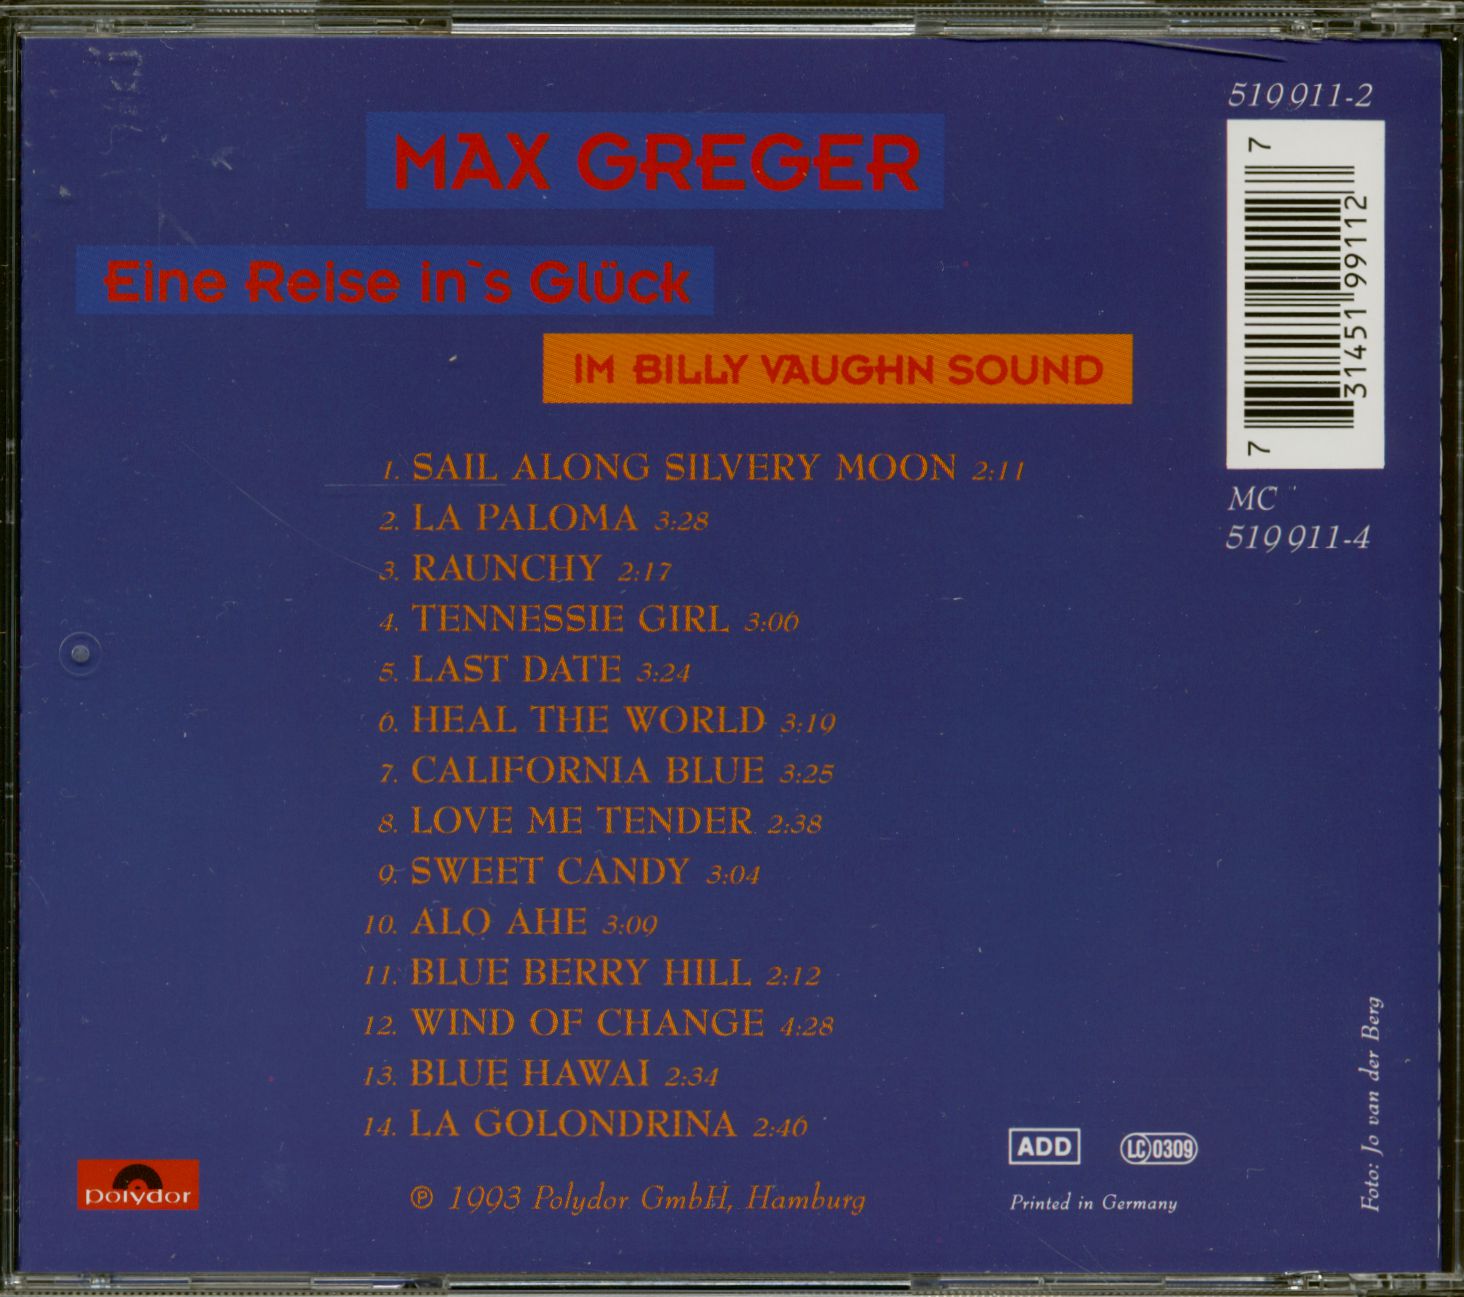 519 911-2
MAX GREGER
Eine Reise in`s Glück
IM BILLY VAUGHN SOUND
7 31451 99112 7
MC
519 911-4
1. SAIL ALONG SILVERY MOON 2:11
2. LA PALOMA 3:28
3. RAUNCHY 2:17
4. TENNESSIE GIRL 3:06
5. LAST DATE 3:24
6. HEAL THE WORLD 3:19
7. CALIFORNIA BLUE 3:25
8. LOVE ME TENDER 2:38
9. SWEET CANDY 3:04
10. ALO AHE 3:09
11. BLUE BERRY HILL 2:12
12. WIND OF CHANGE 4:28
13. BLUE HAWAI 2:34
14. LA GOLONDRINA 2:46
polydor
℗ 1993 Polydor GmbH, Hamburg
ADD
LC 0309
Printed in Germany
Foto: Jo van der Berg